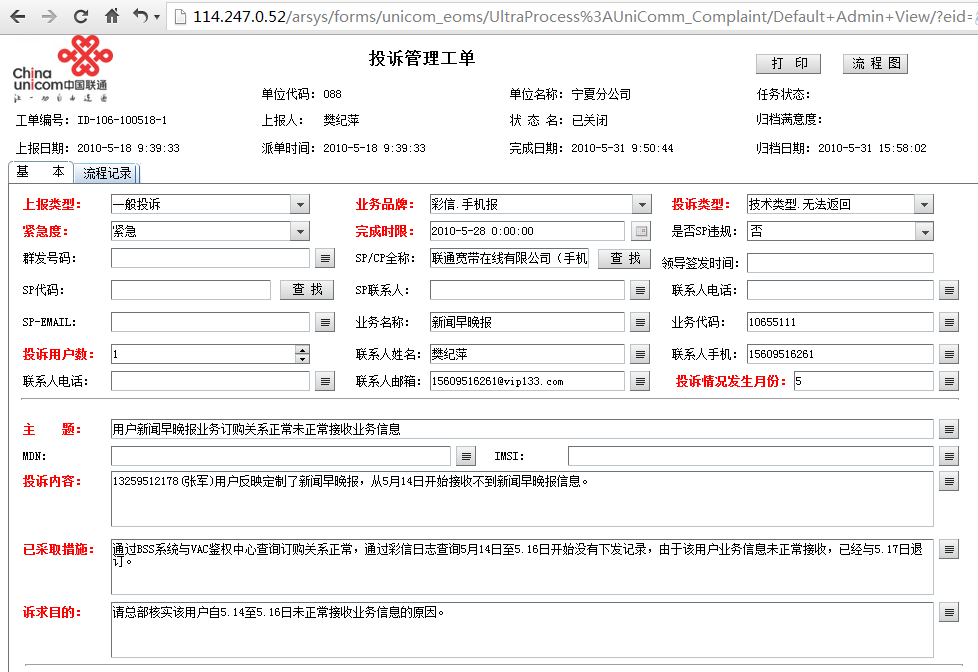 114.247.0.52/arsys/forms/unicom_eoms/UltraProcess%3AUniComm_Complaint/Default+Admin+View/?eid=
China
unicom中国联通
投诉管理工单
打 印
流 程 图
单位代码: 088
单位名称: 宁夏分公司
任务状态:
工单编号: ID-106-100518-1
上报人: 樊纪萍
状 态 名: 已关闭
归档满意度:
上报日期: 2010-5-18 9:39:33
派单时间: 2010-5-18 9:39:33
完成日期: 2010-5-31 9:50:44
归档日期: 2010-5-31 15:58:02
基 本
流程记录
上报类型: 一般投诉
业务品牌: 彩信.手机报
投诉类型: 技术类型.无法返回
紧急度: 紧急
完成时限: 2010-5-28 0:00:00
是否SP违规: 否
群发号码:
SP/CP全称: 联通宽带在线有限公司（手机
查 找
领导签发时间:
SP代码:
查 找
SP联系人:
联系人电话:
SP-EMAIL:
业务名称: 新闻早晚报
业务代码: 10655111
投诉用户数: 1
联系人姓名: 樊纪萍
联系人手机: 15609516261
联系人电话:
联系人邮箱: 15609516261@vip133.com
投诉情况发生月份: 5
主 题: 用户新闻早晚报业务订购关系正常未正常接收业务信息
MDN:
IMSI:
投诉内容: 13259512178(张军)用户反映定制了新闻早晚报，从5月14日开始接收不到新闻早晚报信息。
已采取措施: 通过BSS系统与VAC鉴权中心查询订购关系正常，通过彩信日志查询5月14日至5.16日开始没有下发记录，由于该用户业务信息未正常接收，已经与5.17日退
订。
诉求目的: 请总部核实该用户自5.14至5.16日未正常接收业务信息的原因。